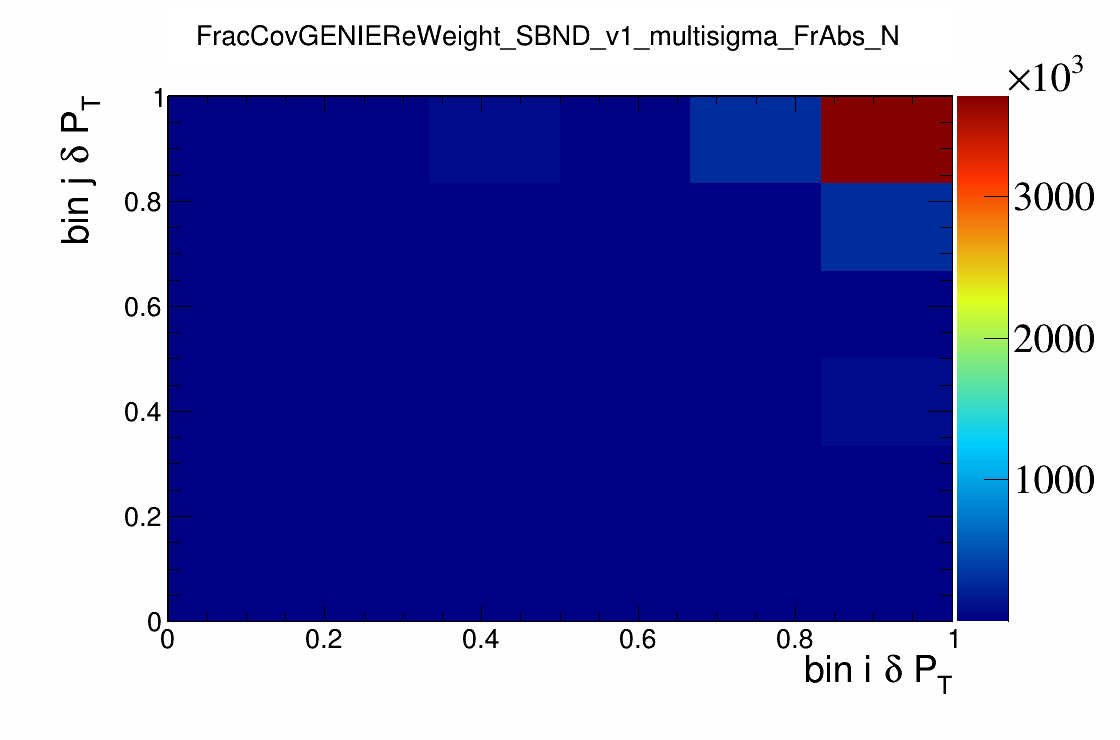 FracCovGENIEReWeight_SBND_v1_multisigma_FrAbs_N
×10³
bin j δ P_T
1
0.8
0.6
0.4
0.2
0
3000
2000
1000
0 0.2 0.4 0.6 0.8 1
bin i δ P_T